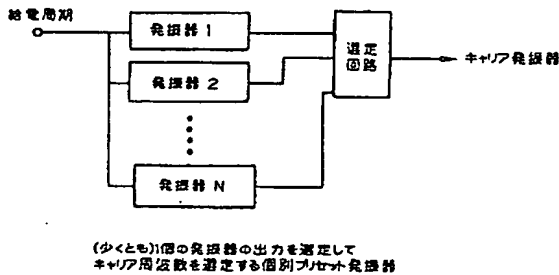 給電周期
発振器 1
発振器 2
発振器 N
選定
回路
キャリア発振器
(少くとも)1個の発振器の出力を選定して
キャリア周波数を選定する個別プリセット発振器